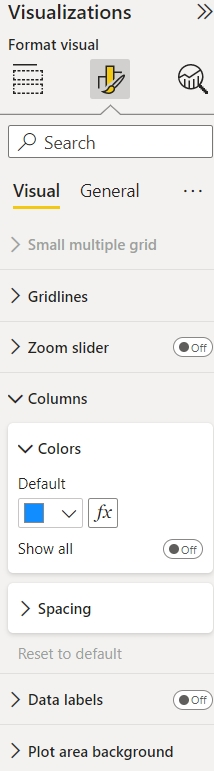 Visualizations
Format visual
Search
Visual General ...
Small multiple grid
Gridlines
Zoom slider Off
Columns
Colors
Default
fx
Show all Off
Spacing
Reset to default
Data labels Off
Plot area background